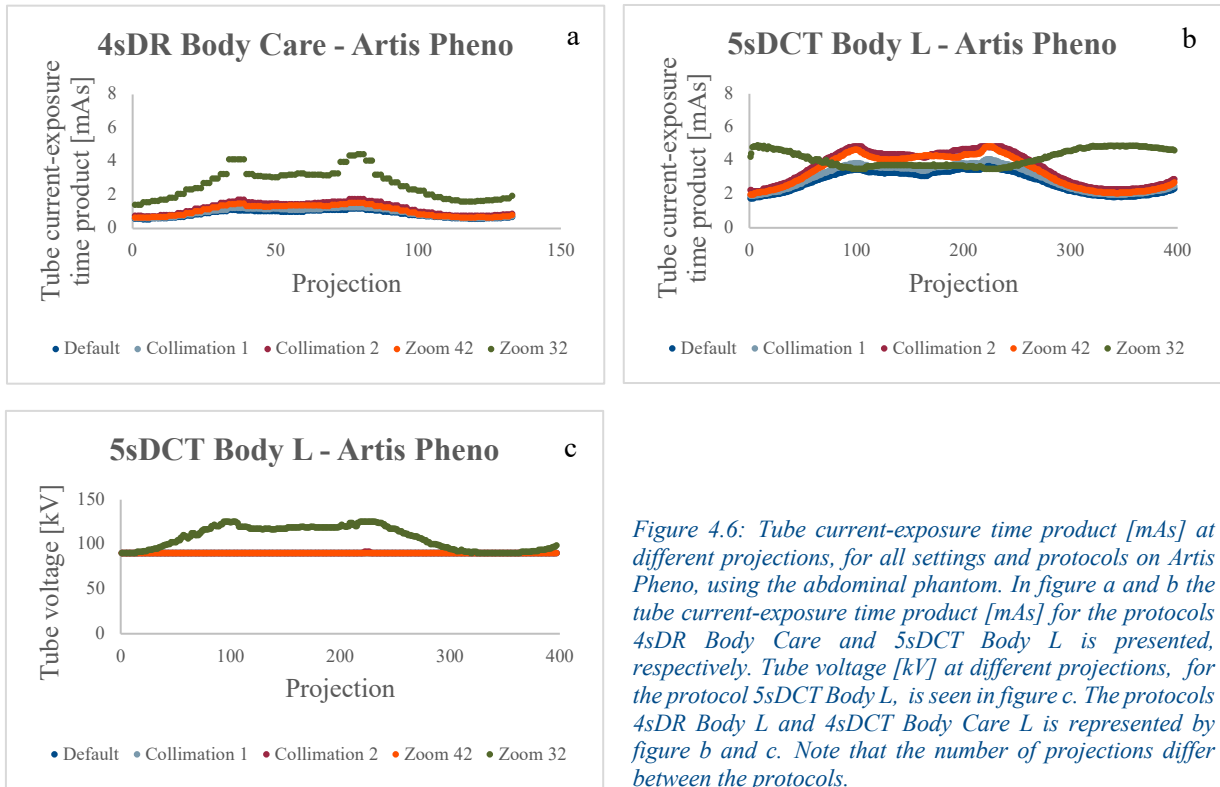 4sDR Body Care - Artis Pheno
a
Tube current-exposure
time product [mAs]
8
6
4
2
0
0 50 100 150
Projection
Default Collimation 1 Collimation 2 Zoom 42 Zoom 32
5sDCT Body L - Artis Pheno
b
Tube current-exposure
time product [mAs]
8
6
4
2
0
0 100 200 300 400
Projection
Default Collimation 1 Collimation 2 Zoom 42 Zoom 32
5sDCT Body L - Artis Pheno
c
Tube voltage [kV]
150
100
50
0
0 100 200 300 400
Projection
Default Collimation 1 Collimation 2 Zoom 42 Zoom 32
Figure 4.6: Tube current-exposure time product [mAs] at
different projections, for all settings and protocols on Artis
Pheno, using the abdominal phantom. In figure a and b the
tube current-exposure time product [mAs] for the protocols
4sDR Body Care and 5sDCT Body L is presented,
respectively. Tube voltage [kV] at different projections, for
the protocol 5sDCT Body L, is seen in figure c. The protocols
4sDR Body L and 4sDCT Body Care L is represented by
figure b and c. Note that the number of projections differ
between the protocols.